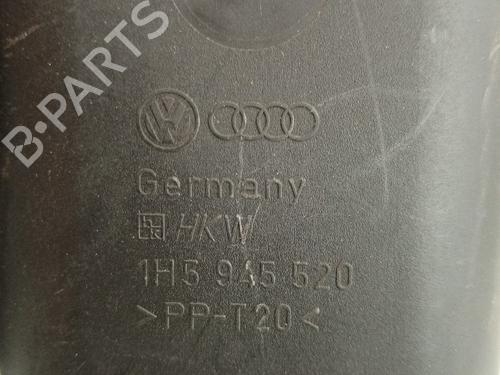 B-PARTS
Germany
HKW
1H5 945 520
>PP-T20<